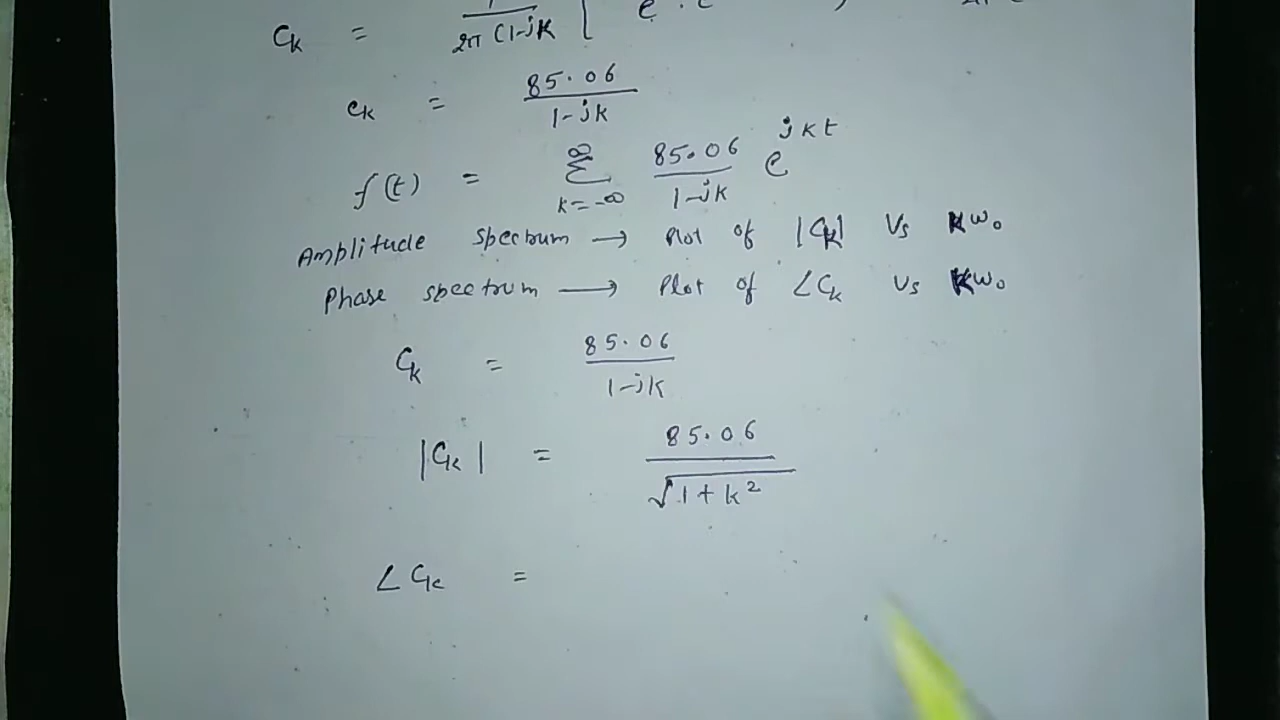 Ck = 1/2π(1-jk [ e
Ck = 85.06/1-jk
f(t) = ∞ Σ k=-∞ 85.06/1-jk e^jkt
Amplitude spectrum → Plot of |Ck| Vs kω₀
Phase spectrum → Plot of ∠Ck Vs kω₀
Ck = 85.06/1-jk
|Ck| = 85.06/√1+k²
∠Ck =